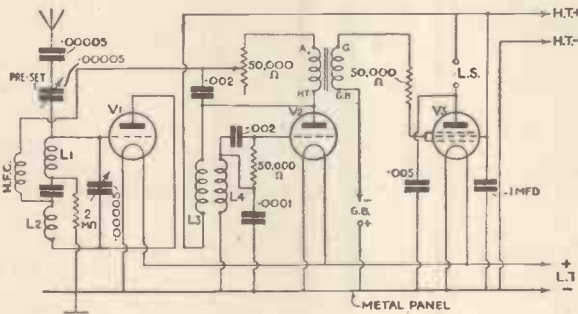 .00005
.00005
PRE-SET
H.F.C.
L1
L2
2
MΩ
.00005
V1
.002
L3
L4
50,000
Ω
.002
50,000
Ω
.0001
A
HT
G
G.B
V2
G.B.
-
+
50,000
Ω
.005
L.S.
V3
.1MFD
H.T.+
H.T.-
+
L.T
-
METAL PANEL